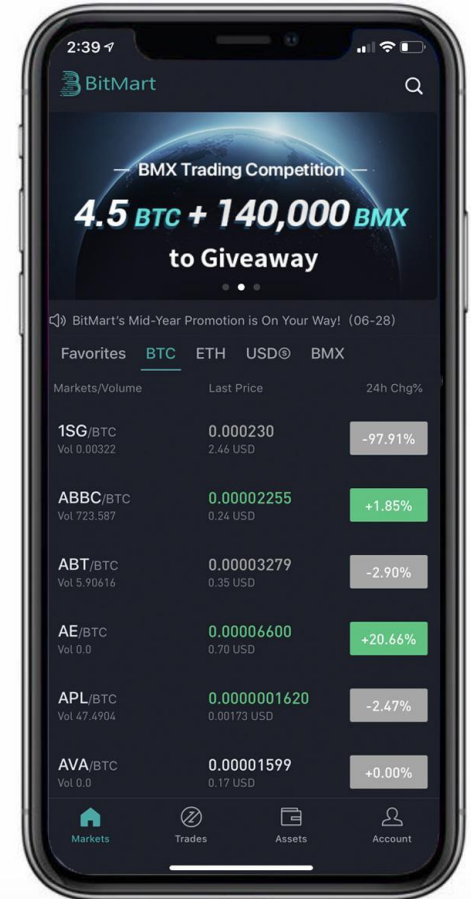 2:39
BitMart
BMX Trading Competition
4.5 BTC + 140,000 BMX
to Giveaway
BitMart's Mid-Year Promotion is On Your Way! (06-28)
Favorites BTC ETH USDⓈ BMX
Markets/Volume Last Price 24h Chg%
1SG/BTC 0.000230 -97.91%
Vol 0.00322 2.46 USD
ABBC/BTC 0.00002255 +1.85%
Vol 723.587 0.24 USD
ABT/BTC 0.00003279 -2.90%
Vol 5.90616 0.35 USD
AE/BTC 0.00006600 +20.66%
Vol 0.0 0.70 USD
APL/BTC 0.0000001620 -2.47%
Vol 47.4904 0.00173 USD
AVA/BTC 0.00001599 +0.00%
Vol 0.0 0.17 USD
Markets Trades Assets Account